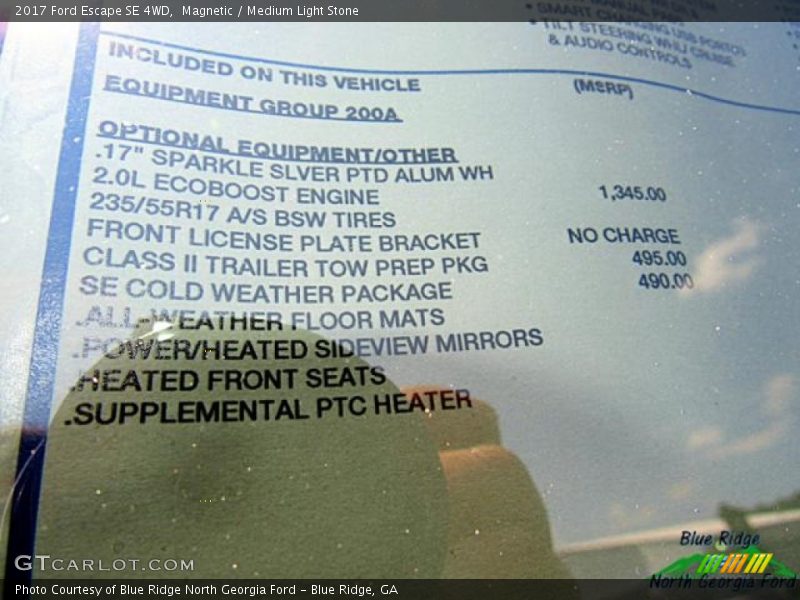 2017 Ford Escape SE 4WD, Magnetic / Medium Light Stone
• SMART CHARGING USB PORT(S)
• TILT STEERING WHL/ CRUISE
& AUDIO CONTROLS
INCLUDED ON THIS VEHICLE (MSRP)
EQUIPMENT GROUP 200A
OPTIONAL EQUIPMENT/OTHER
.17" SPARKLE SLVER PTD ALUM WH
2.0L ECOBOOST ENGINE 1,345.00
235/55R17 A/S BSW TIRES
FRONT LICENSE PLATE BRACKET NO CHARGE
CLASS II TRAILER TOW PREP PKG 495.00
SE COLD WEATHER PACKAGE 490.00
.ALL-WEATHER FLOOR MATS
.POWER/HEATED SIDEVIEW MIRRORS
.HEATED FRONT SEATS
.SUPPLEMENTAL PTC HEATER
GTCARLOT.COM
Blue Ridge
North Georgia Ford
Photo Courtesy of Blue Ridge North Georgia Ford - Blue Ridge, GA